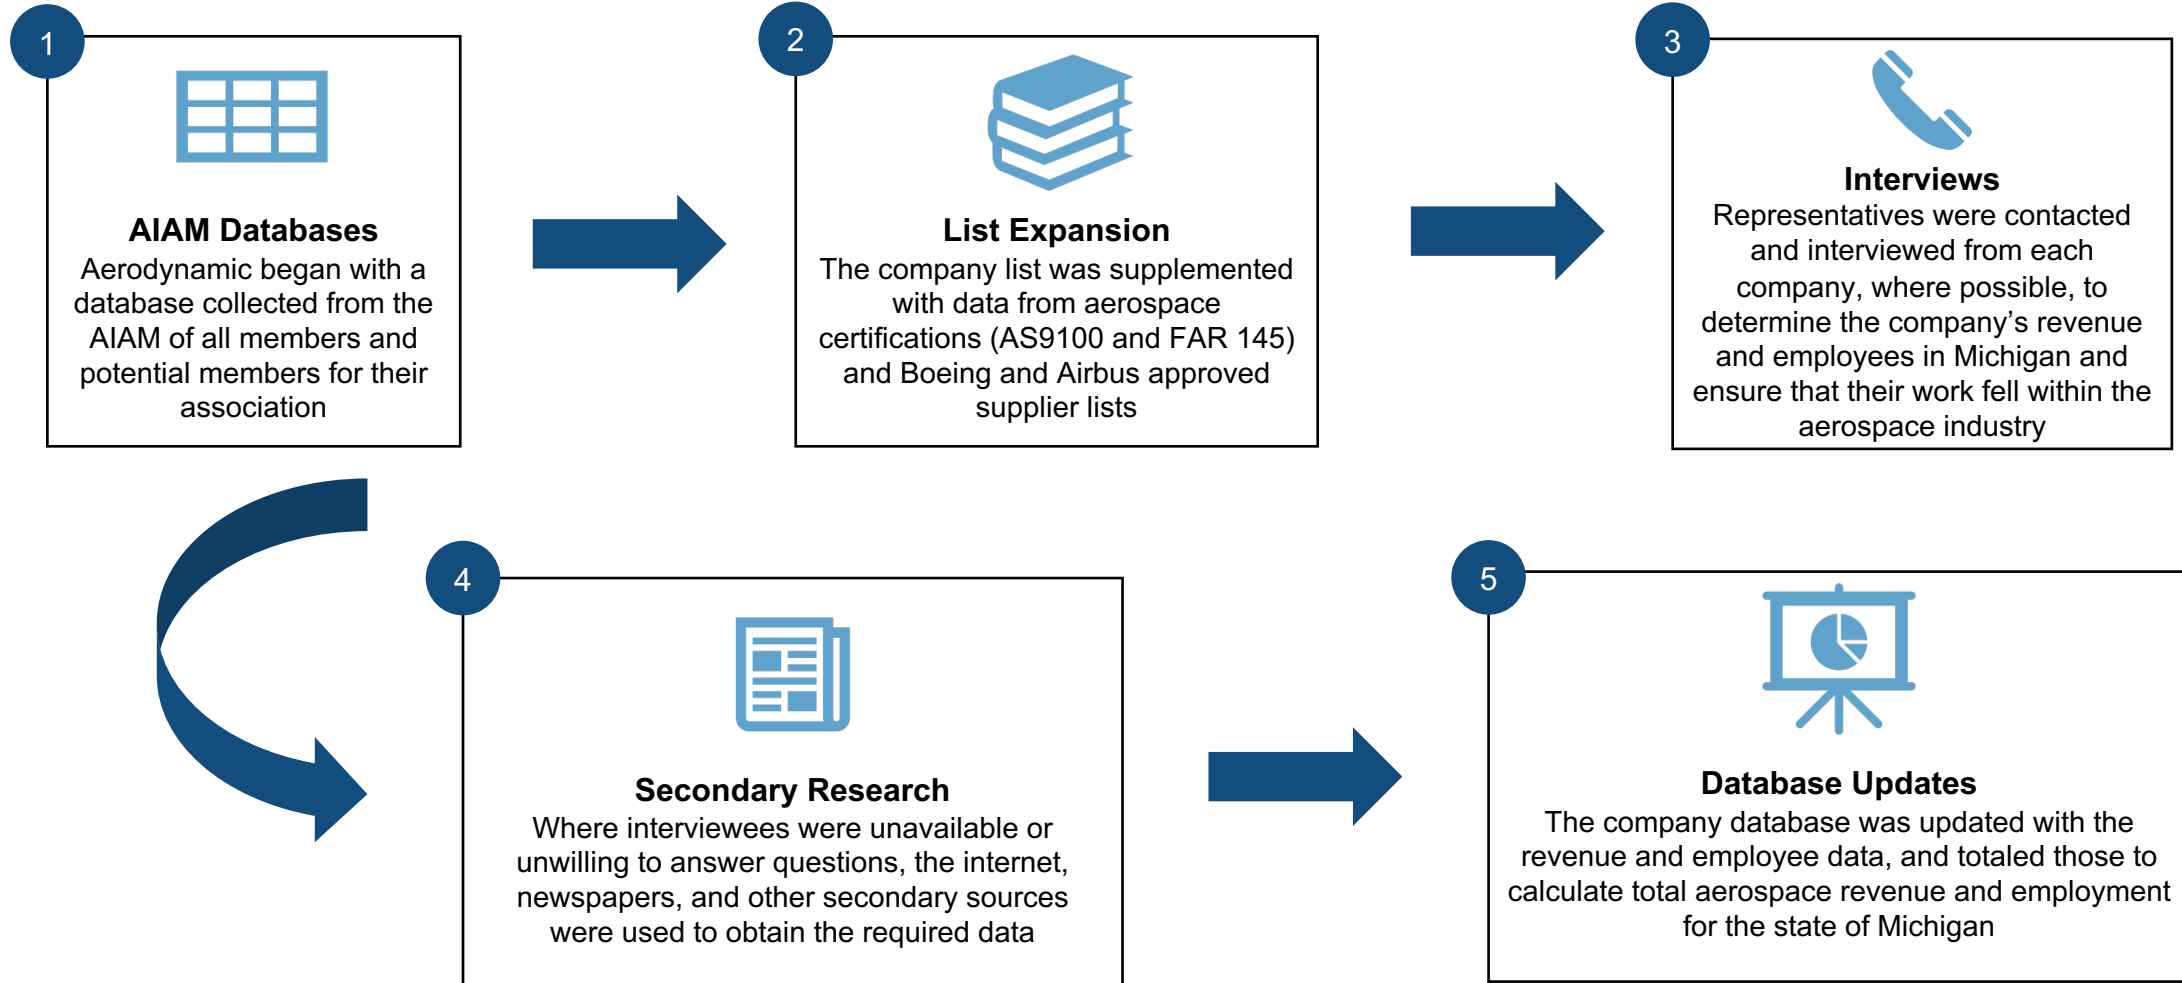 1
AIAM Databases
Aerodynamic began with a
database collected from the
AIAM of all members and
potential members for their
association
2
List Expansion
The company list was supplemented
with data from aerospace
certifications (AS9100 and FAR 145)
and Boeing and Airbus approved
supplier lists
3
Interviews
Representatives were contacted
and interviewed from each
company, where possible, to
determine the company’s revenue
and employees in Michigan and
ensure that their work fell within the
aerospace industry
4
Secondary Research
Where interviewees were unavailable or
unwilling to answer questions, the internet,
newspapers, and other secondary sources
were used to obtain the required data
5
Database Updates
The company database was updated with the
revenue and employee data, and totaled those to
calculate total aerospace revenue and employment
for the state of Michigan